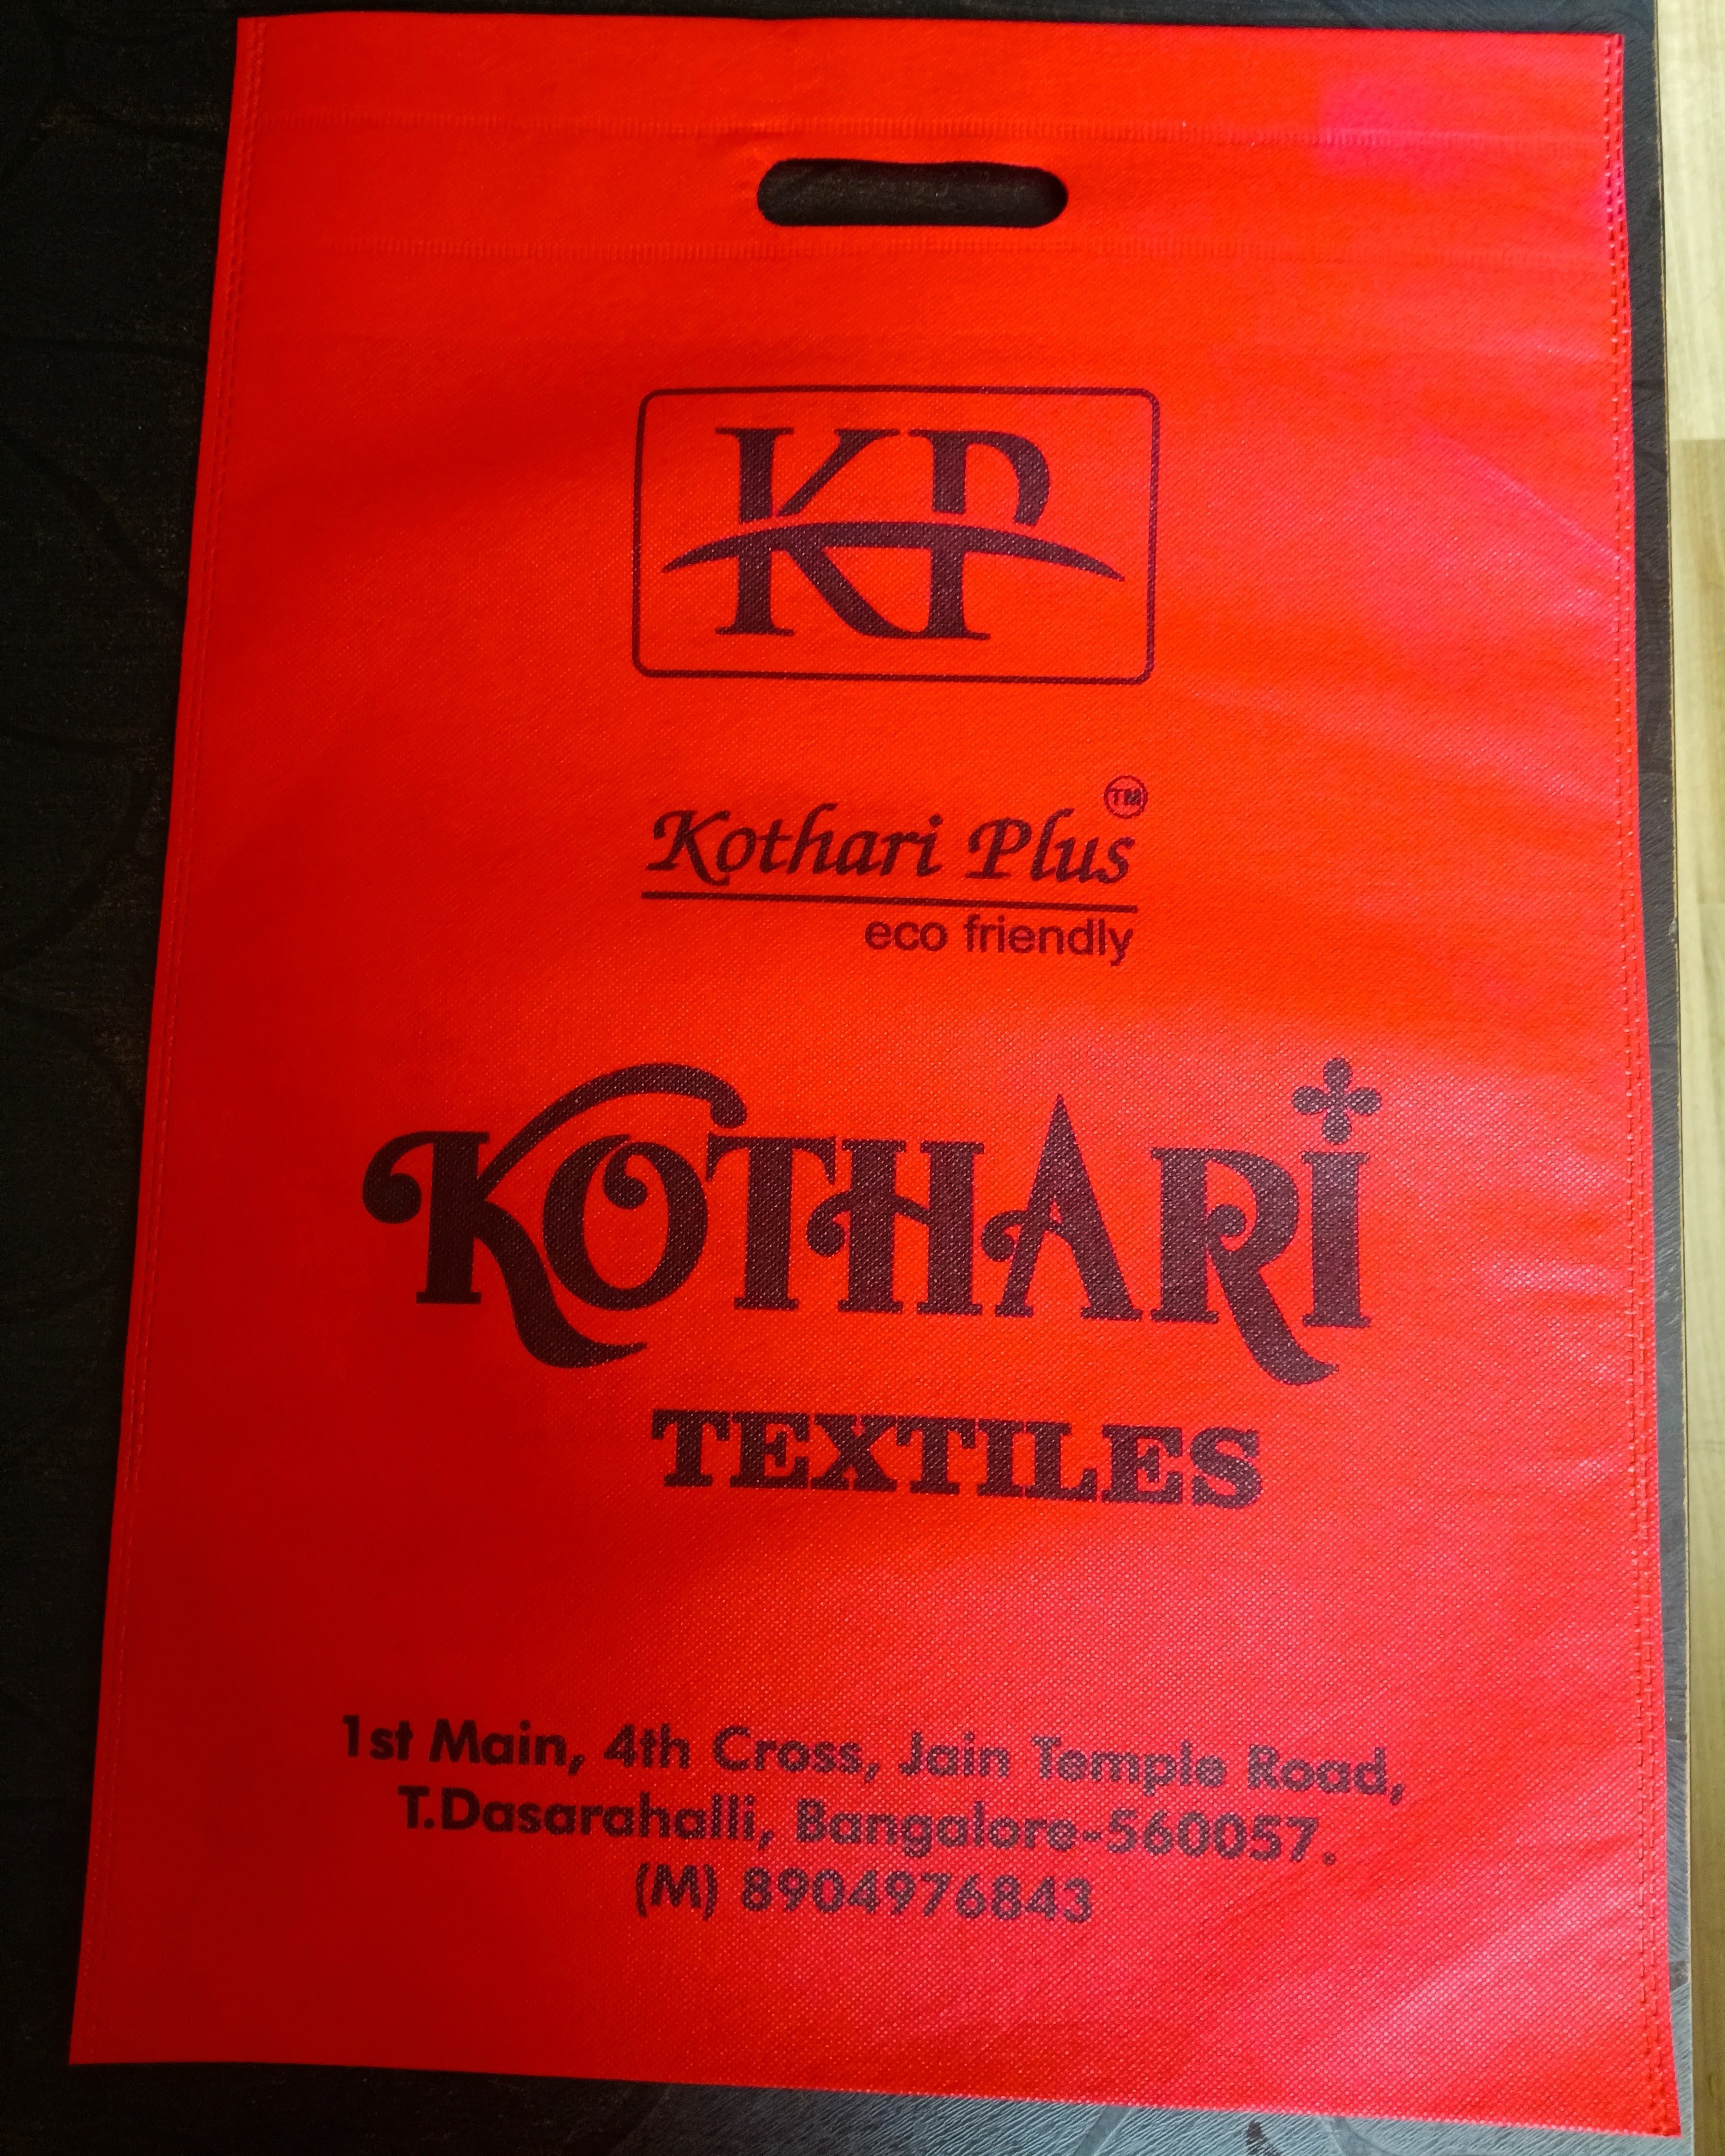 KP
Kothari Plus TM
eco friendly
KOTHARi
TEXTILES
1st Main, 4th Cross, Jain Temple Road,
T.Dasarahalli, Bangalore-560057.
(M) 8904976843